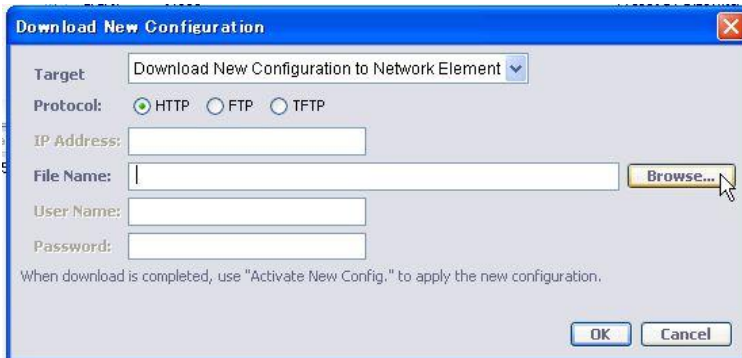 Download New Configuration
Target
Download New Configuration to Network Element
Protocol:
HTTP
FTP
TFTP
IP Address:
File Name:
Browse...
User Name:
Password:
When download is completed, use "Activate New Config." to apply the new configuration.
OK
Cancel